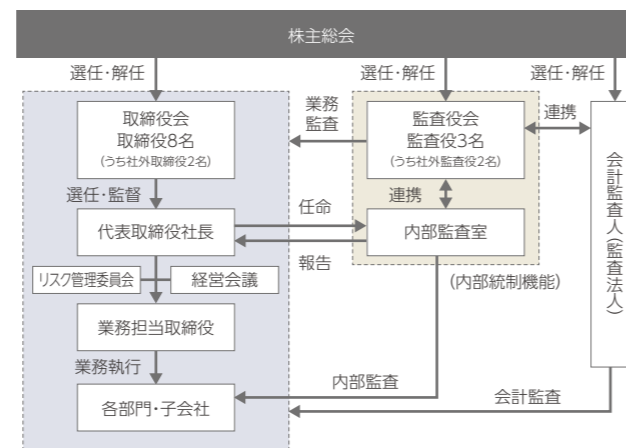 株主総会
選任・解任
選任・解任
選任・解任
取締役会
取締役8名
(うち社外取締役2名)
業務
監査
監査役会
監査役3名
(うち社外監査役2名)
連携
会計監査人(監査法人)
選任・監督
連携
代表取締役社長
任命
報告
内部監査室
リスク管理委員会
経営会議
(内部統制機能)
業務担当取締役
業務執行
各部門・子会社
内部監査
会計監査